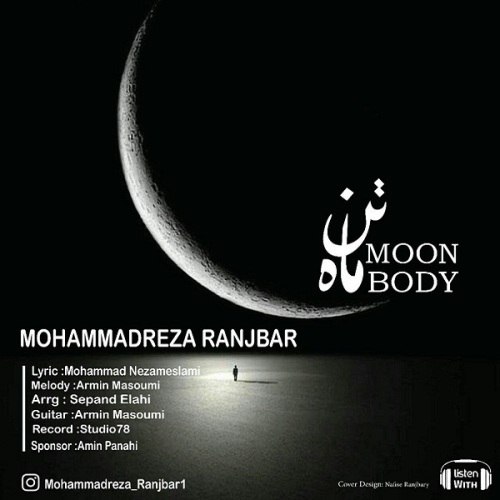 تن
ماه
MOON
BODY
MOHAMMADREZA RANJBAR
Lyric :Mohammad Nezameslami
Melody :Armin Masoumi
Arrg : Sepand Elahi
Guitar :Armin Masoumi
Record :Studio78
Sponsor :Amin Panahi
Mohammadreza_Ranjbar1
Cover Design: Nafise Ranjbary
listen
WITH